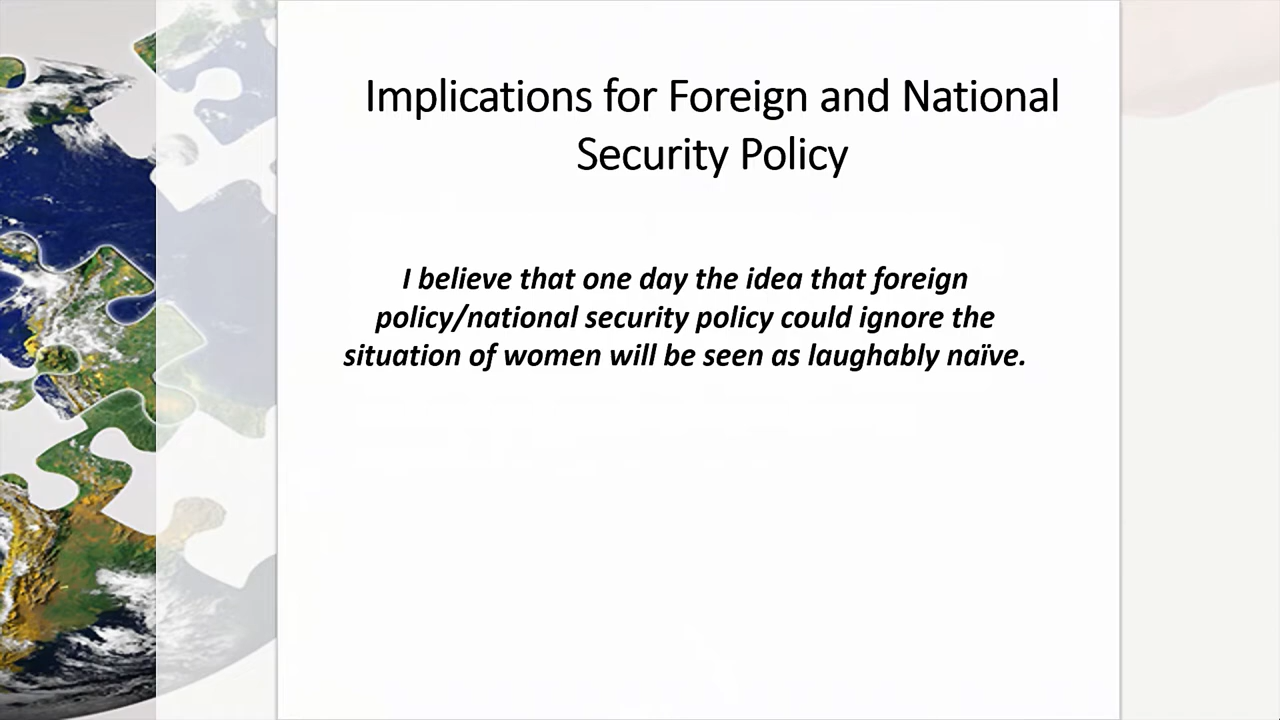 Implications for Foreign and National
Security Policy
I believe that one day the idea that foreign
policy/national security policy could ignore the
situation of women will be seen as laughably naïve.